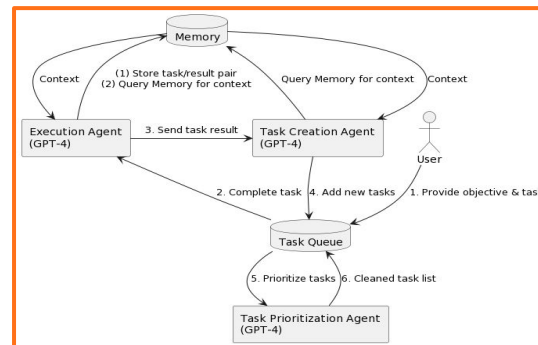 Memory
Context
(1) Store task/result pair
(2) Query Memory for context
Query Memory for context
Context
Execution Agent
(GPT-4)
3. Send task result
Task Creation Agent
(GPT-4)
User
2. Complete task
4. Add new tasks
1. Provide objective & tas
Task Queue
5. Prioritize tasks
6. Cleaned task list
Task Prioritization Agent
(GPT-4)